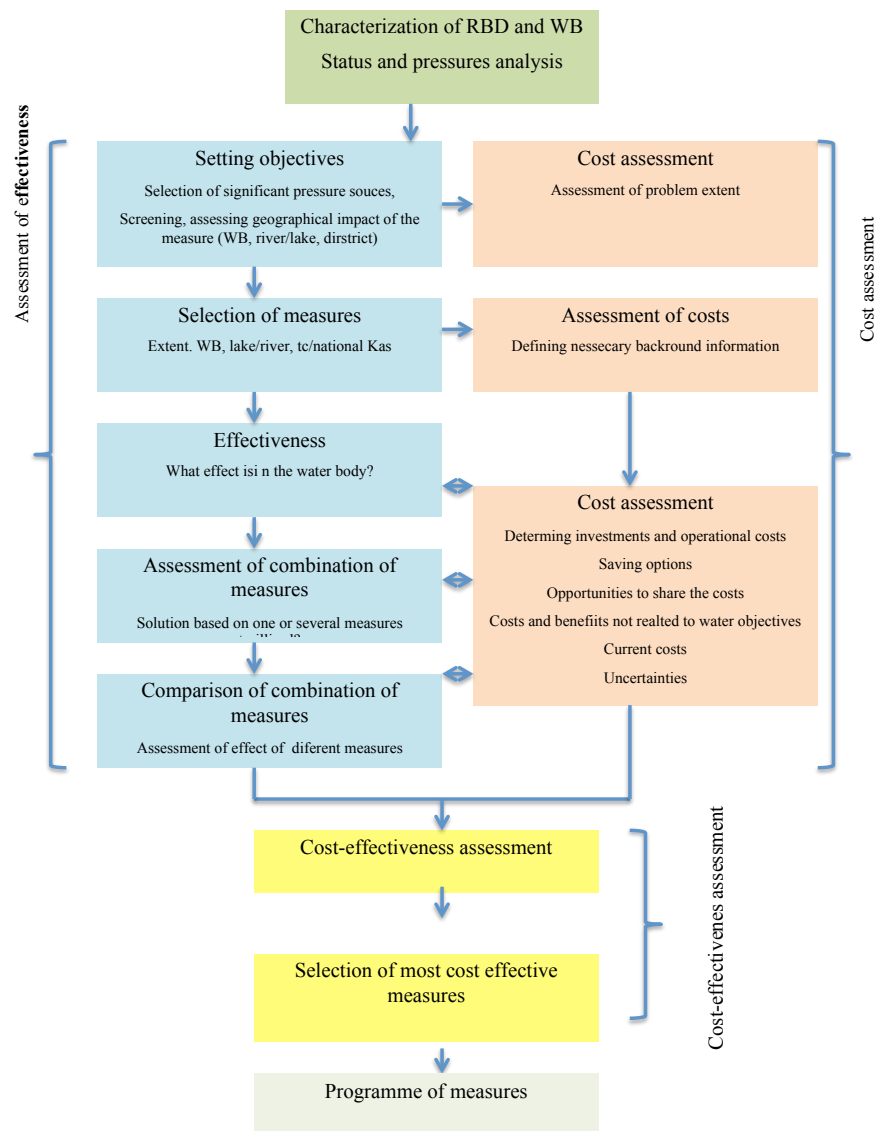 Characterization of RBD and WB
Status and pressures analysis
Assessment of effectiveness
Setting objectives
Selection of significant pressure souces,
Screening, assessing geographical impact of the
measure (WB, river/lake, dirstrict)
Cost assessment
Assessment of problem extent
Cost assessment
Selection of measures
Extent. WB, lake/river, tc/national Kas
Assessment of costs
Defining nessecary backround information
Effectiveness
What effect isi n the water body?
Cost assessment
Determing investments and operational costs
Saving options
Opportunities to share the costs
Costs and benefiits not realted to water objectives
Current costs
Uncertainties
Assessment of combination of
measures
Solution based on one or several measures
Comparison of combination of
measures
Assessment of effect of diferent measures
Cost-effectiveness assessment
Selection of most cost effective
measures
Cost-effectivenes assessment
Programme of measures